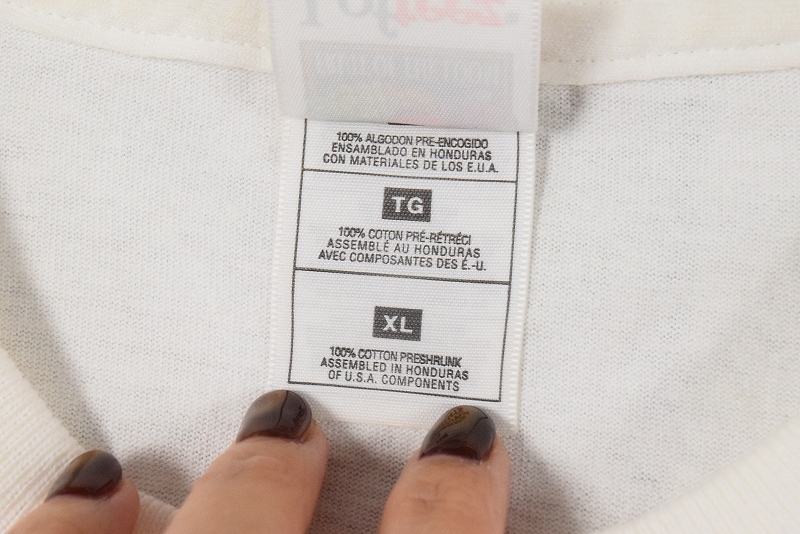 100% ALGODON PRE-ENCOGIDO
ENSAMBLADO EN HONDURAS
CON MATERIALES DE LOS E.U.A.
TG
100% COTON PRÉ-RÉTRÉCI
ASSEMBLÉ AU HONDURAS
AVEC COMPOSANTES DES É.-U.
XL
100% COTTON PRESHRUNK
ASSEMBLED IN HONDURAS
OF U.S.A. COMPONENTS